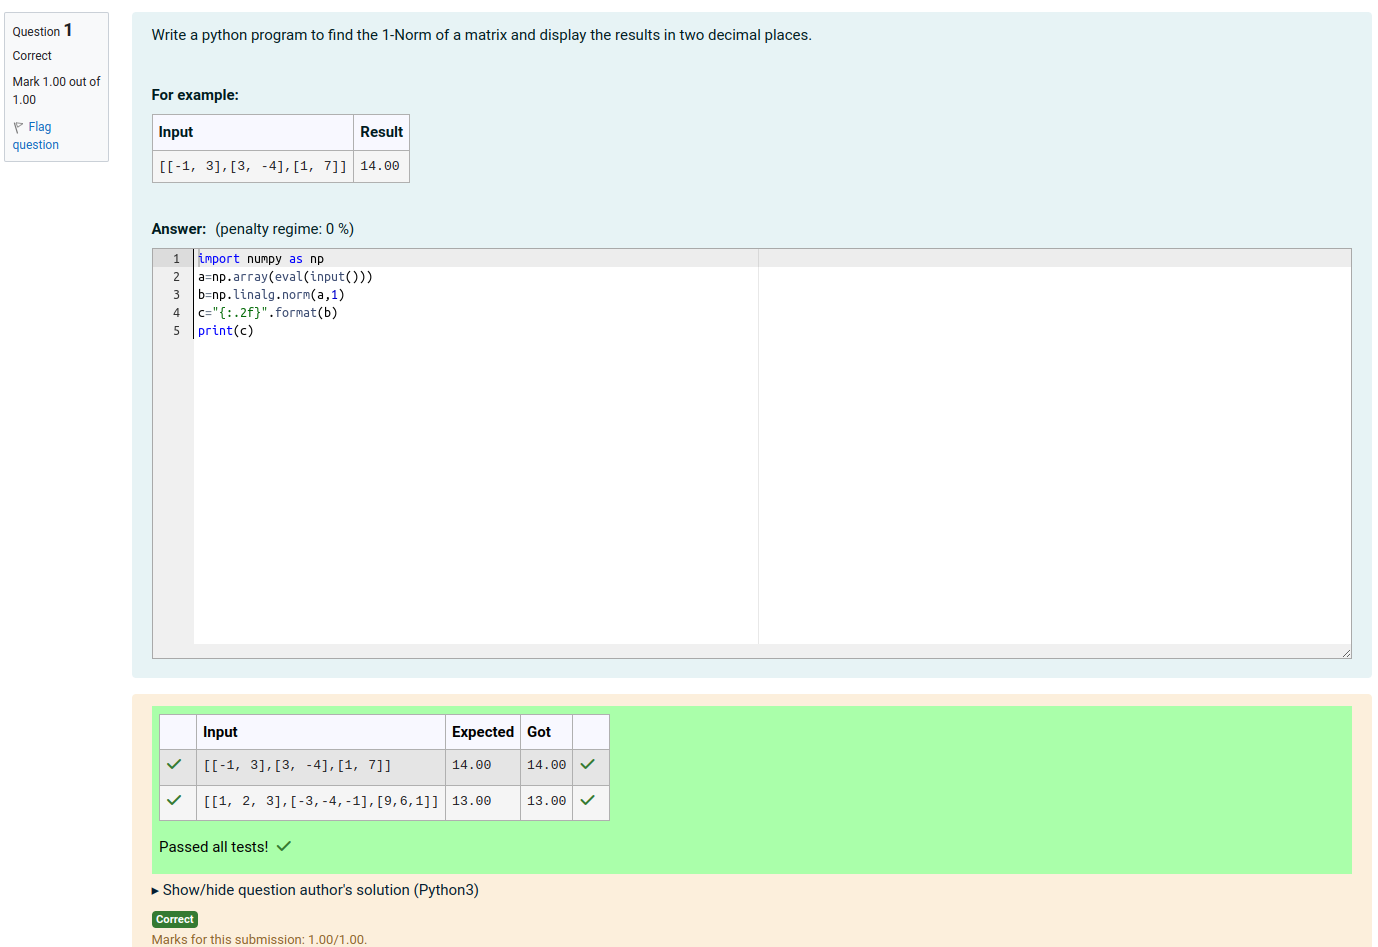 Question 1
Correct
Mark 1.00 out of
1.00
Flag
question
Write a python program to find the 1-Norm of a matrix and display the results in two decimal places.
For example:
Input Result
[[-1, 3],[3, -4],[1, 7]] 14.00
Answer: (penalty regime: 0 %)
1 import numpy as np
2 a=np.array(eval(input()))
3 b=np.linalg.norm(a,1)
4 c="{:.2f}".format(b)
5 print(c)
Input Expected Got
[[-1, 3],[3, -4],[1, 7]] 14.00 14.00
[[1, 2, 3],[-3,-4,-1],[9,6,1]] 13.00 13.00
Passed all tests!
Show/hide question author's solution (Python3)
Correct
Marks for this submission: 1.00/1.00.